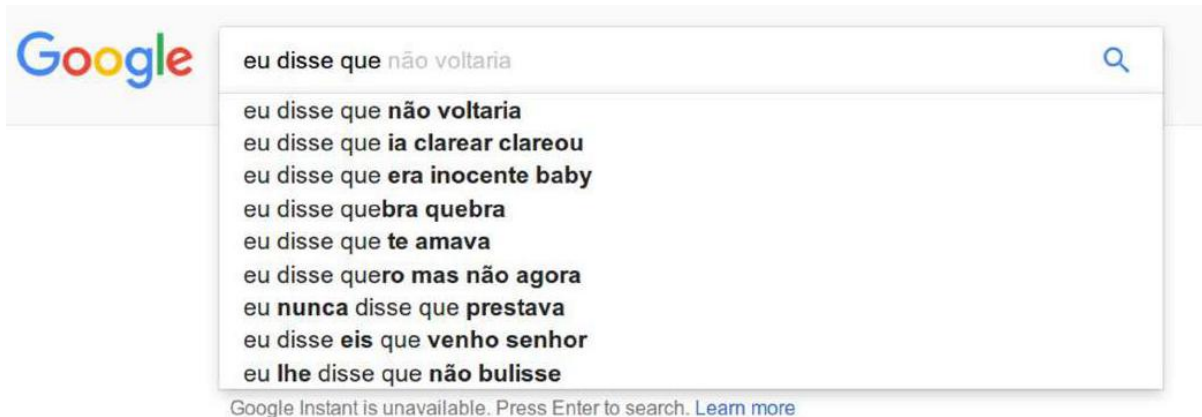 Google
eu disse que não voltaria
eu disse que não voltaria
eu disse que ia clarear clareou
eu disse que era inocente baby
eu disse quebra quebra
eu disse que te amava
eu disse quero mas não agora
eu nunca disse que prestava
eu disse eis que venho senhor
eu lhe disse que não bulisse
Google Instant is unavailable. Press Enter to search. Learn more